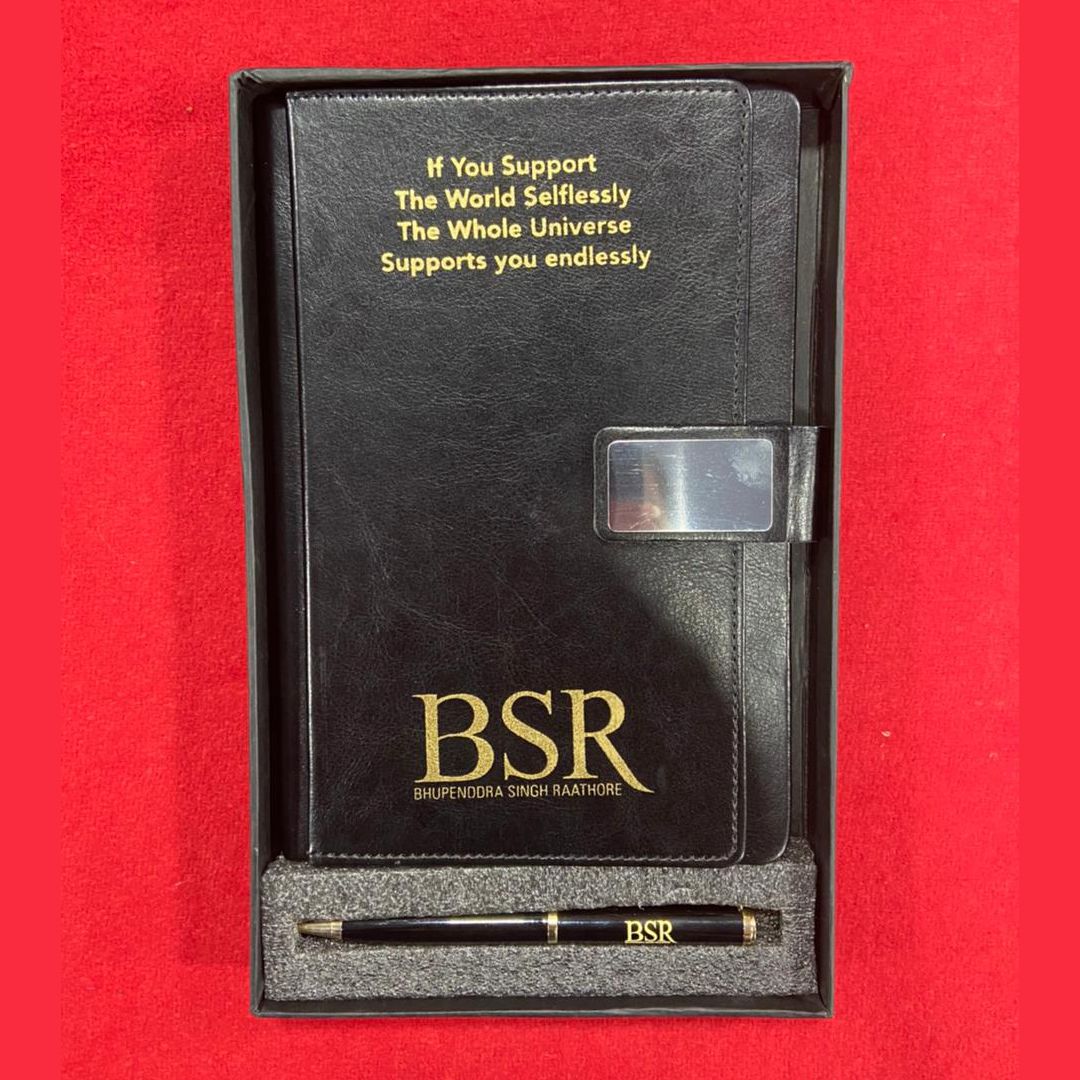 If You Support
The World Selflessly
The Whole Universe
Supports you endlessly
BSR
BHUPENDDRA SINGH RAATHORE
BSR